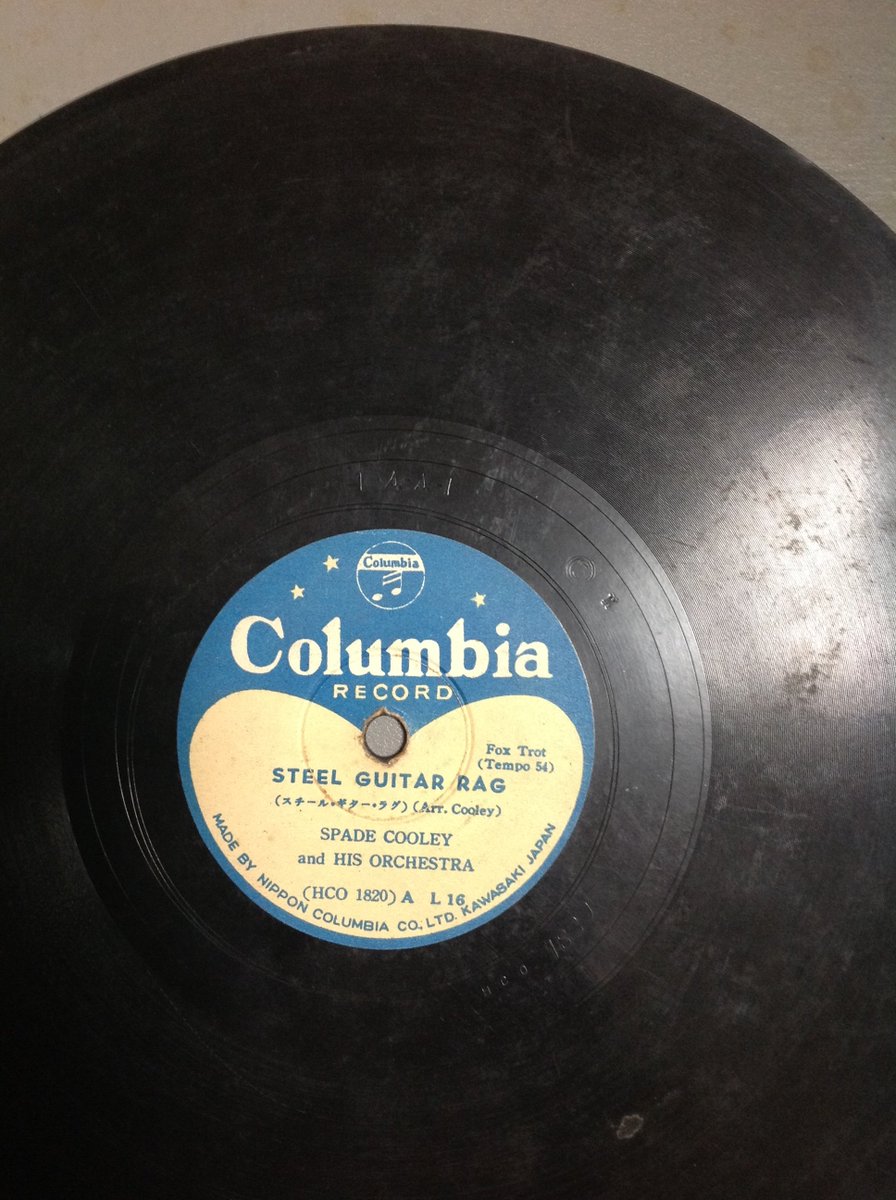 Columbia
Columbia
RECORD
Fox Trot
(Tempo 54)
STEEL GUITAR RAG
(スチール・ギター・ラグ) (Arr. Cooley)
SPADE COOLEY
and HIS ORCHESTRA
(HCO 1820) A L 16
MADE BY NIPPON COLUMBIA CO., LTD. KAWASAKI JAPAN